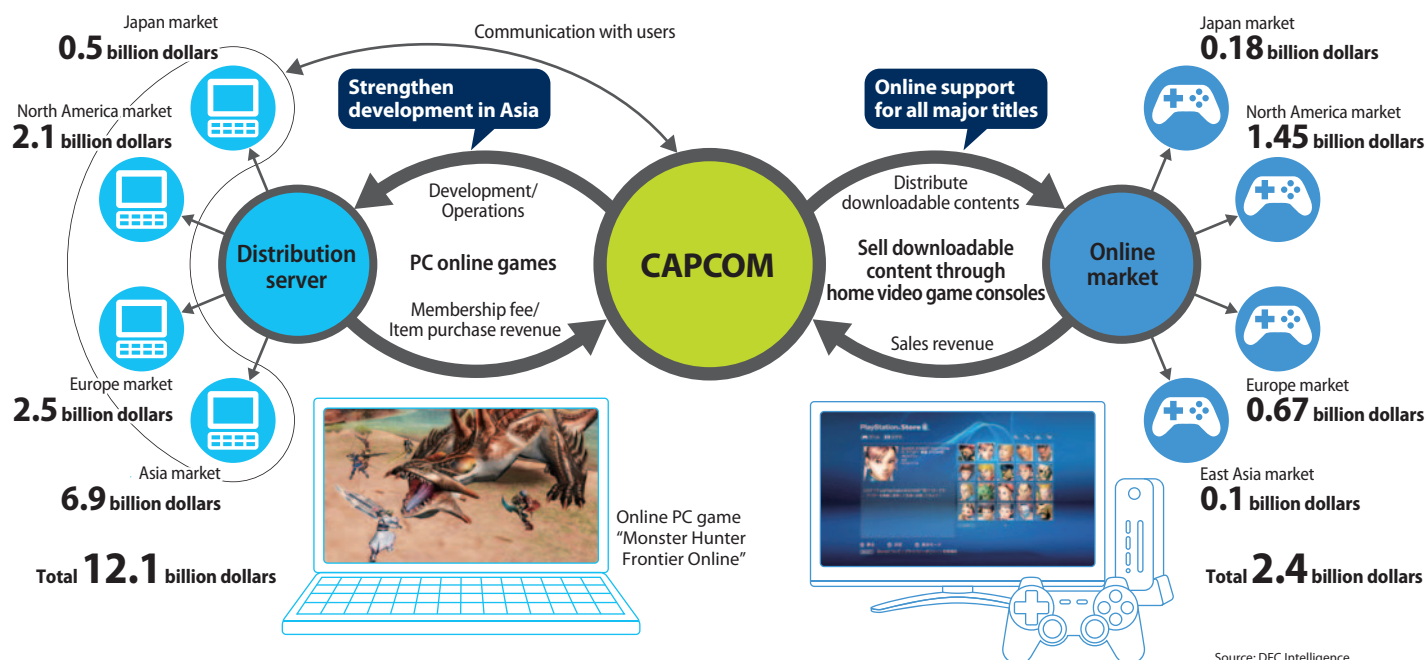 Japan market
0.5 billion dollars
North America market
2.1 billion dollars
Europe market
2.5 billion dollars
Asia market
6.9 billion dollars
Total 12.1 billion dollars
Communication with users
Strengthen
development in Asia
Development/
Operations
Distribution
server
PC online games
Membership fee/
Item purchase revenue
CAPCOM
Online support
for all major titles
Distribute
downloadable contents
Sell downloadable
content through
home video game consoles
Sales revenue
Online
market
Japan market
0.18 billion dollars
North America market
1.45 billion dollars
Europe market
0.67 billion dollars
East Asia market
0.1 billion dollars
Total 2.4 billion dollars
Online PC game
“Monster Hunter
Frontier Online”
PlayStation Store
Source: DFC Intelligence